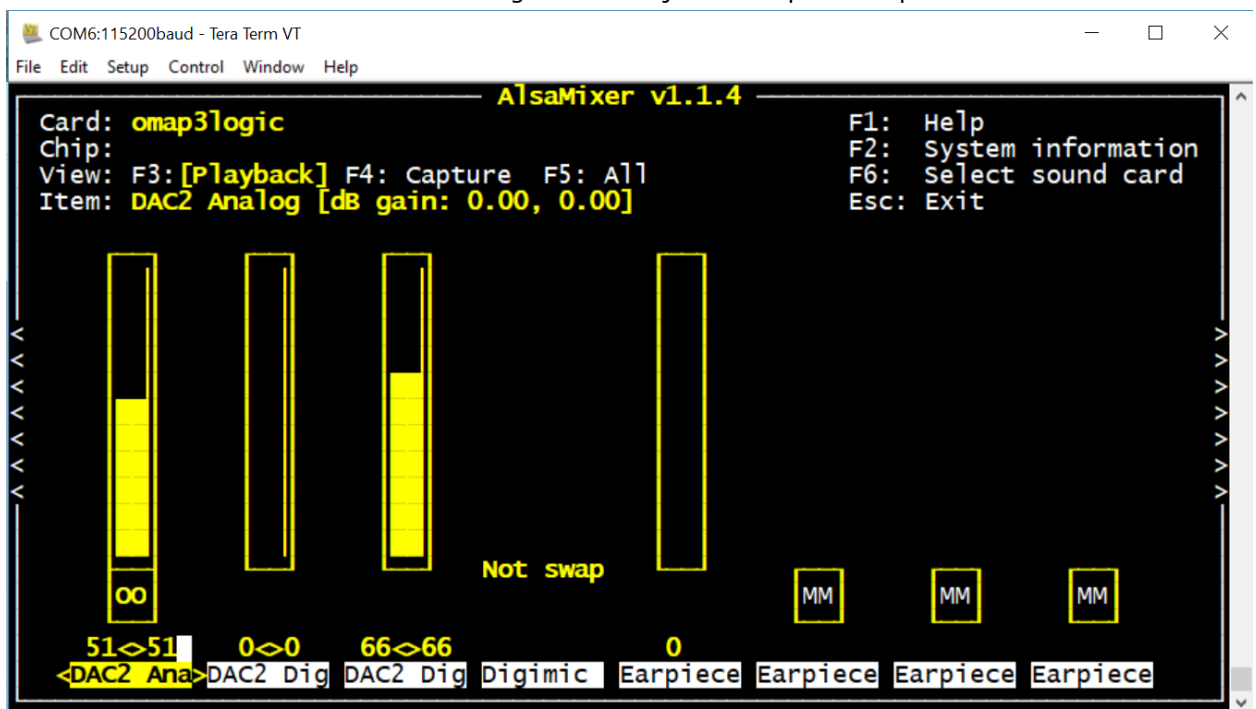 COM6:115200baud - Tera Term VT
File Edit Setup Control Window Help
AlsaMixer v1.1.4
Card: omap3logic F1: Help
Chip: F2: System information
View: F3:[Playback] F4: Capture F5: All F6: Select sound card
Item: DAC2 Analog [dB gain: 0.00, 0.00] Esc: Exit
<
>
<
>
<
>
<
>
<
>
<
>
<
>
Not swap
OO MM MM MM
51<>51 0<>0 66<>66 0
<DAC2 Ana>DAC2 Dig DAC2 Dig Digimic Earpiece Earpiece Earpiece Earpiece